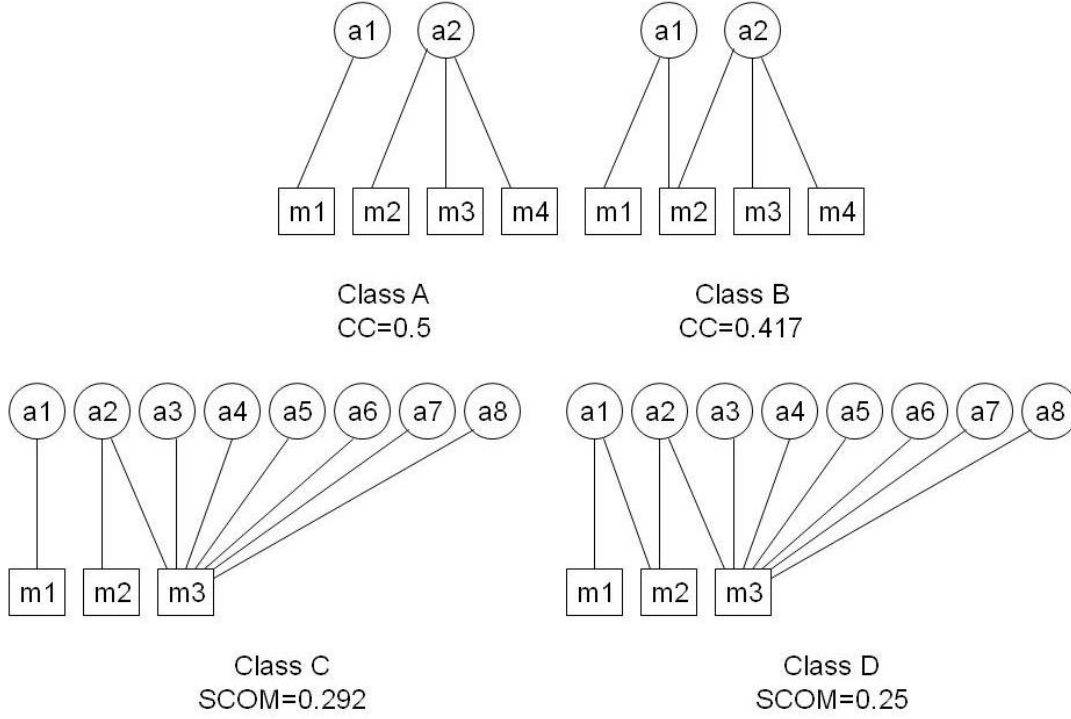 a1 a2 a1 a2
m1 m2 m3 m4 m1 m2 m3 m4
Class A Class B
CC=0.5 CC=0.417
a1 a2 a3 a4 a5 a6 a7 a8 a1 a2 a3 a4 a5 a6 a7 a8
m1 m2 m3 m1 m2 m3
Class C Class D
SCOM=0.292 SCOM=0.25